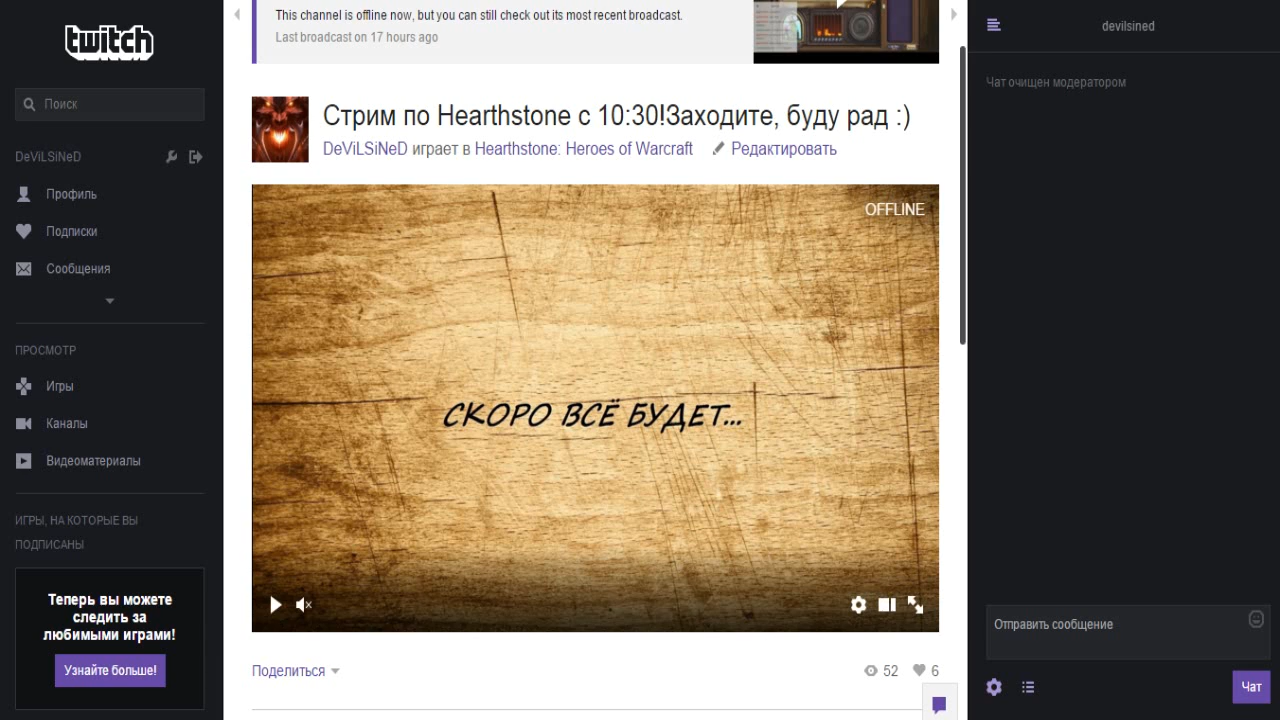 twitch
Поиск
DeViLSiNeD
Профиль
Подписки
Сообщения
ПРОСМОТР
Игры
Каналы
Видеоматериалы
ИГРЫ, НА КОТОРЫЕ ВЫ
ПОДПИСАНЫ
Теперь вы можете
следить за
любимыми играми!
Узнайте больше!
This channel is offline now, but you can still check out its most recent broadcast.
Last broadcast on 17 hours ago
Стрим по Hearthstone с 10:30!Заходите, буду рад :)
DeViLSiNeD играет в Hearthstone: Heroes of Warcraft Редактировать
OFFLINE
СКОРО ВСЁ БУДЕТ...
Поделиться 52 6
devilsined
Чат очищен модератором
Отправить сообщение
Чат